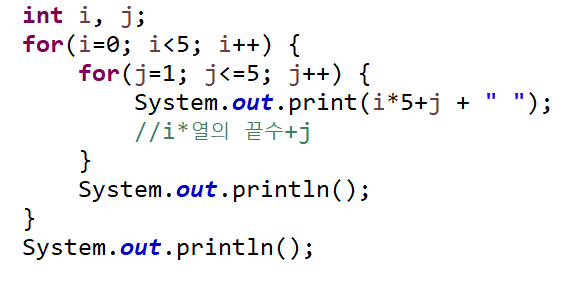 int i, j;
for(i=0; i<5; i++) {
    for(j=1; j<=5; j++) {
        System.out.print(i*5+j + " ");
        //i*열의 끝수+j
    }
    System.out.println();
}
System.out.println();